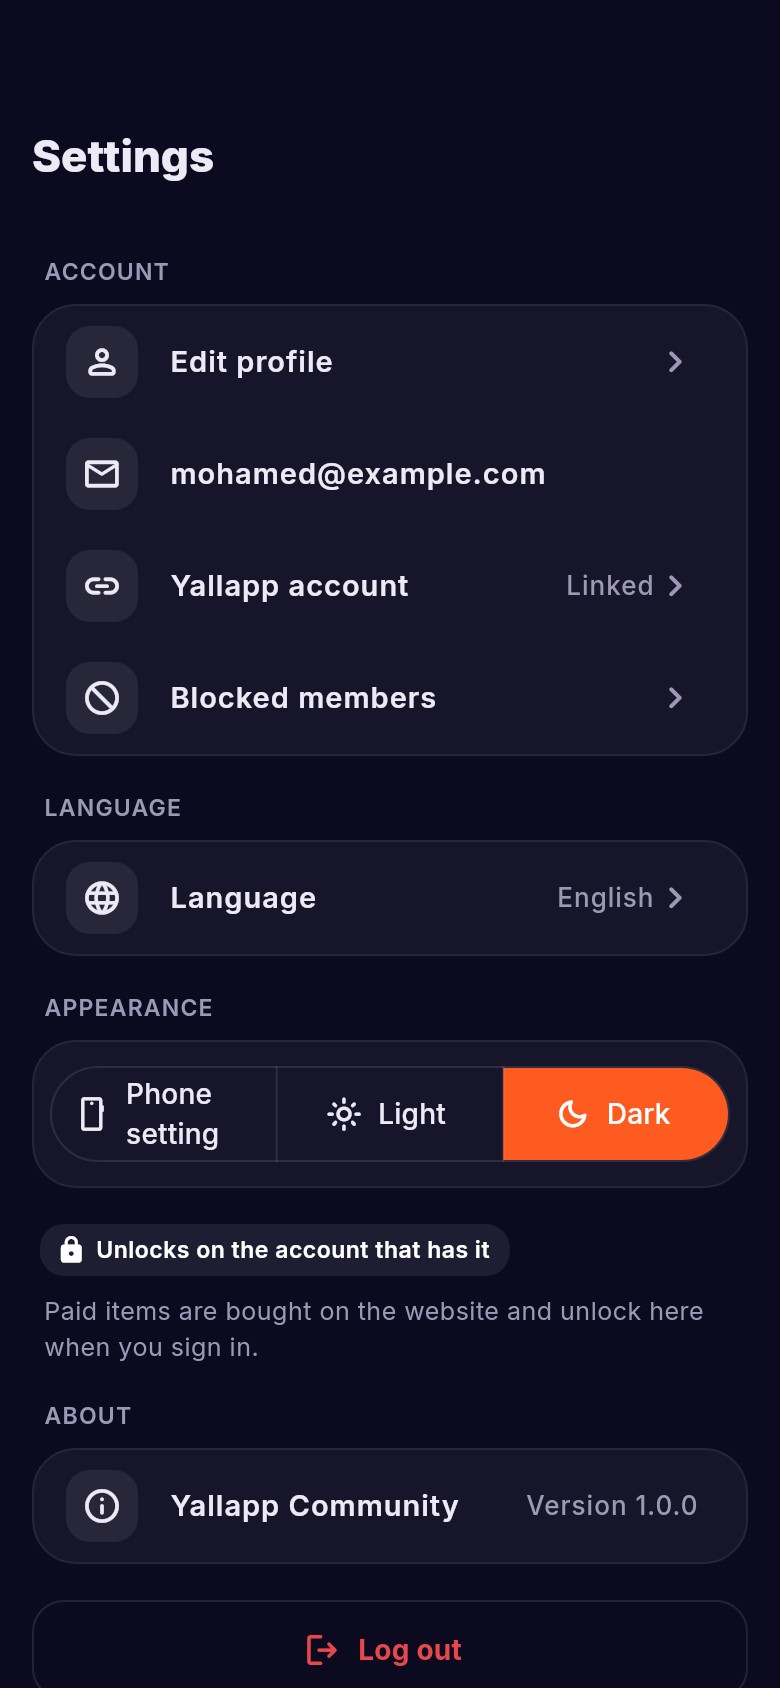 Settings
ACCOUNT
Edit profile
mohamed@example.com
Yallapp account Linked
Blocked members
LANGUAGE
Language English
APPEARANCE
Phone
setting
Light
Dark
Unlocks on the account that has it
Paid items are bought on the website and unlock here
when you sign in.
ABOUT
Yallapp Community Version 1.0.0
Log out